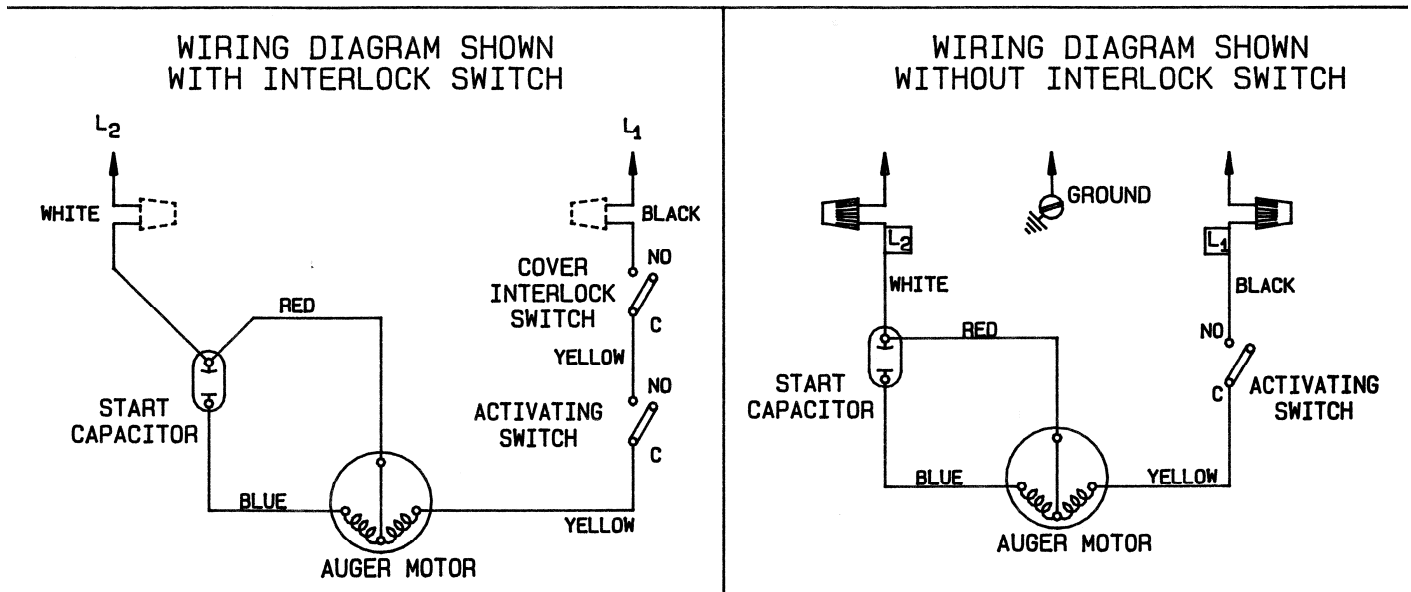 WIRING DIAGRAM SHOWN
WITH INTERLOCK SWITCH
L2
L1
WHITE
BLACK
NO
COVER
INTERLOCK
SWITCH
C
RED
YELLOW
NO
START
CAPACITOR
ACTIVATING
SWITCH
C
BLUE
YELLOW
AUGER MOTOR
WIRING DIAGRAM SHOWN
WITHOUT INTERLOCK SWITCH
GROUND
L2
L1
WHITE
BLACK
RED
NO
START
CAPACITOR
C
ACTIVATING
SWITCH
BLUE
YELLOW
AUGER MOTOR